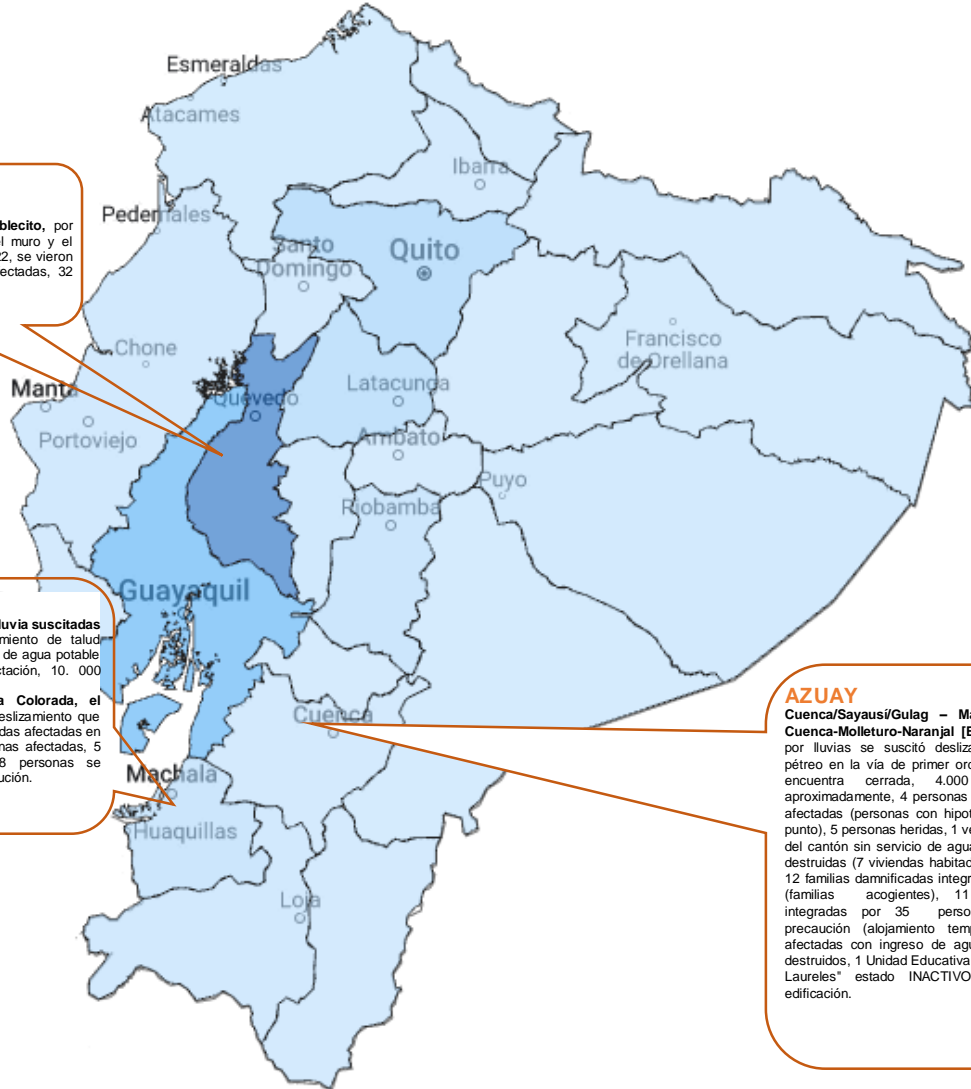 Esmeraldas
Atacames
Ibarra
Pedernales
Quito
Santo
Domingo
blecito, por
el muro y el
22, se vieron
ectadas, 32
Francisco
de Orellana
Chone
Latacunga
Manta
Quevedo
Portoviejo
Ambato
Puyo
Riobamba
Guayaquil
lluvia suscitadas
miento de talud
de agua potable
ctación, 10. 000
a Colorada, el
deslizamiento que
das afectadas en
nas afectadas, 5
8 personas se
ución.
Cuenca
Machala
Huaquillas
Loja
AZUAY
Cuenca/Sayausí/Gulag – Ma
Cuenca-Molleturo-Naranjal [E
por lluvias se suscitó desliza
pétreo en la vía de primer orc
encuentra cerrada, 4.000
aproximadamente, 4 personas
afectadas (personas con hipot
punto), 5 personas heridas, 1 ve
del cantón sin servicio de agua
destruidas (7 viviendas habitac
12 familias damnificadas integr
(familias acogientes), 11
integradas por 35 perso
precaución (alojamiento temp
afectadas con ingreso de agu
destruidos, 1 Unidad Educativa
Laureles" estado INACTIVO
edificación.